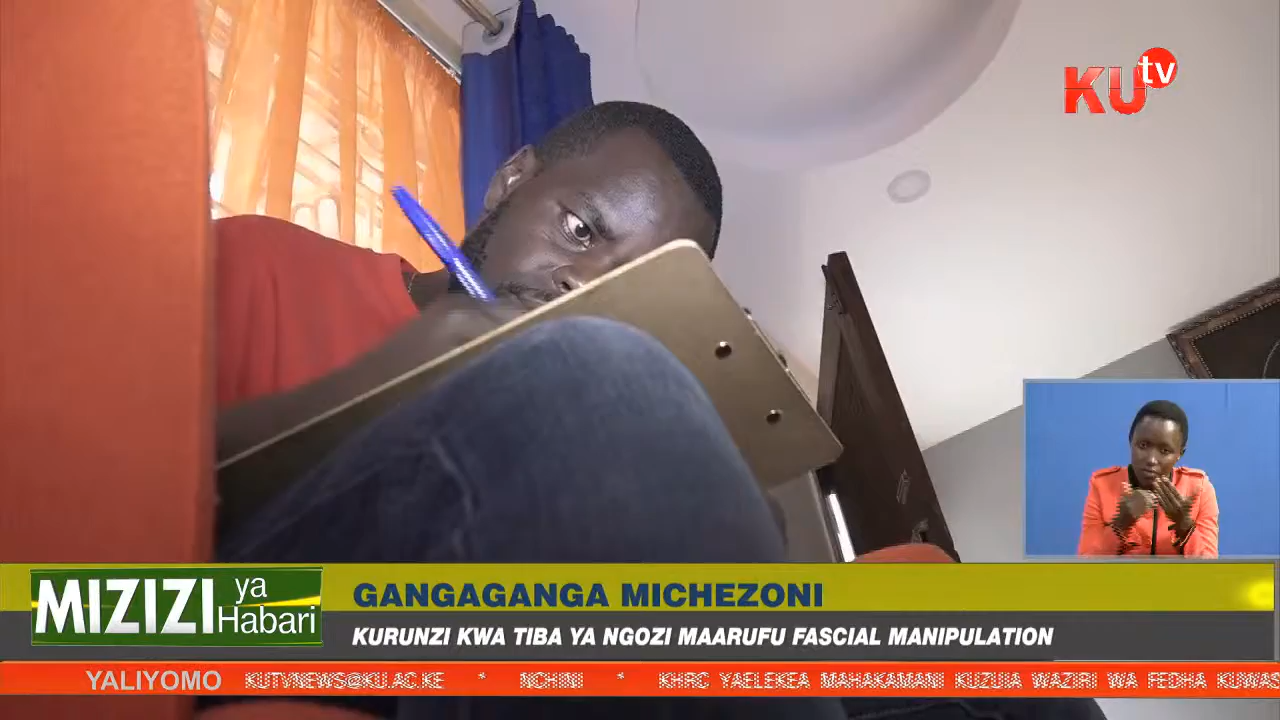 KU tv
MIZIZI ya Habari
GANGAGANGA MICHEZONI
KURUNZI KWA TIBA YA NGOZI MAARUFU FASCIAL MANIPULATION
YALIYOMO KUTVNEWS@KU.AC.KE * NCHINI * KHRC YAELEKEA MAHAKAMANI KUZUIA WAZIRI WA FEDHA KUWAS